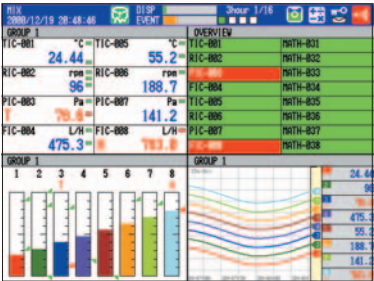 MIX DISP 3hour 1/16
2008/12/19 20:48:46 EVENT
GROUP 1 OVERVIEW
TIC-001 °C TIC-005 °C TIC-001 MATH-031
24.44 55.2 RIC-002 MATH-032
RIC-002 rpm RIC-006 rpm MATH-033
96 188.7 FIC-004 MATH-034
PIC-003 Pa PIC-007 Pa TIC-005 MATH-035
141.2 RIC-006 MATH-036
FIC-004 L/H FIC-008 L/H PIC-007 MATH-037
475.3 MATH-038
GROUP 1 GROUP 1
1 2 3 4 5 6 7 8
24.44
96
475.3
55.2
188.7
141.2